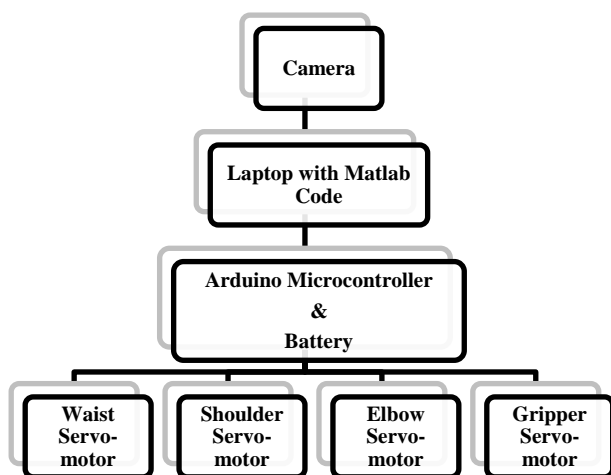 Camera
Laptop with Matlab
Code
Arduino Microcontroller
&
Battery
Waist
Servo-
motor
Shoulder
Servo-
motor
Elbow
Servo-
motor
Gripper
Servo-
motor